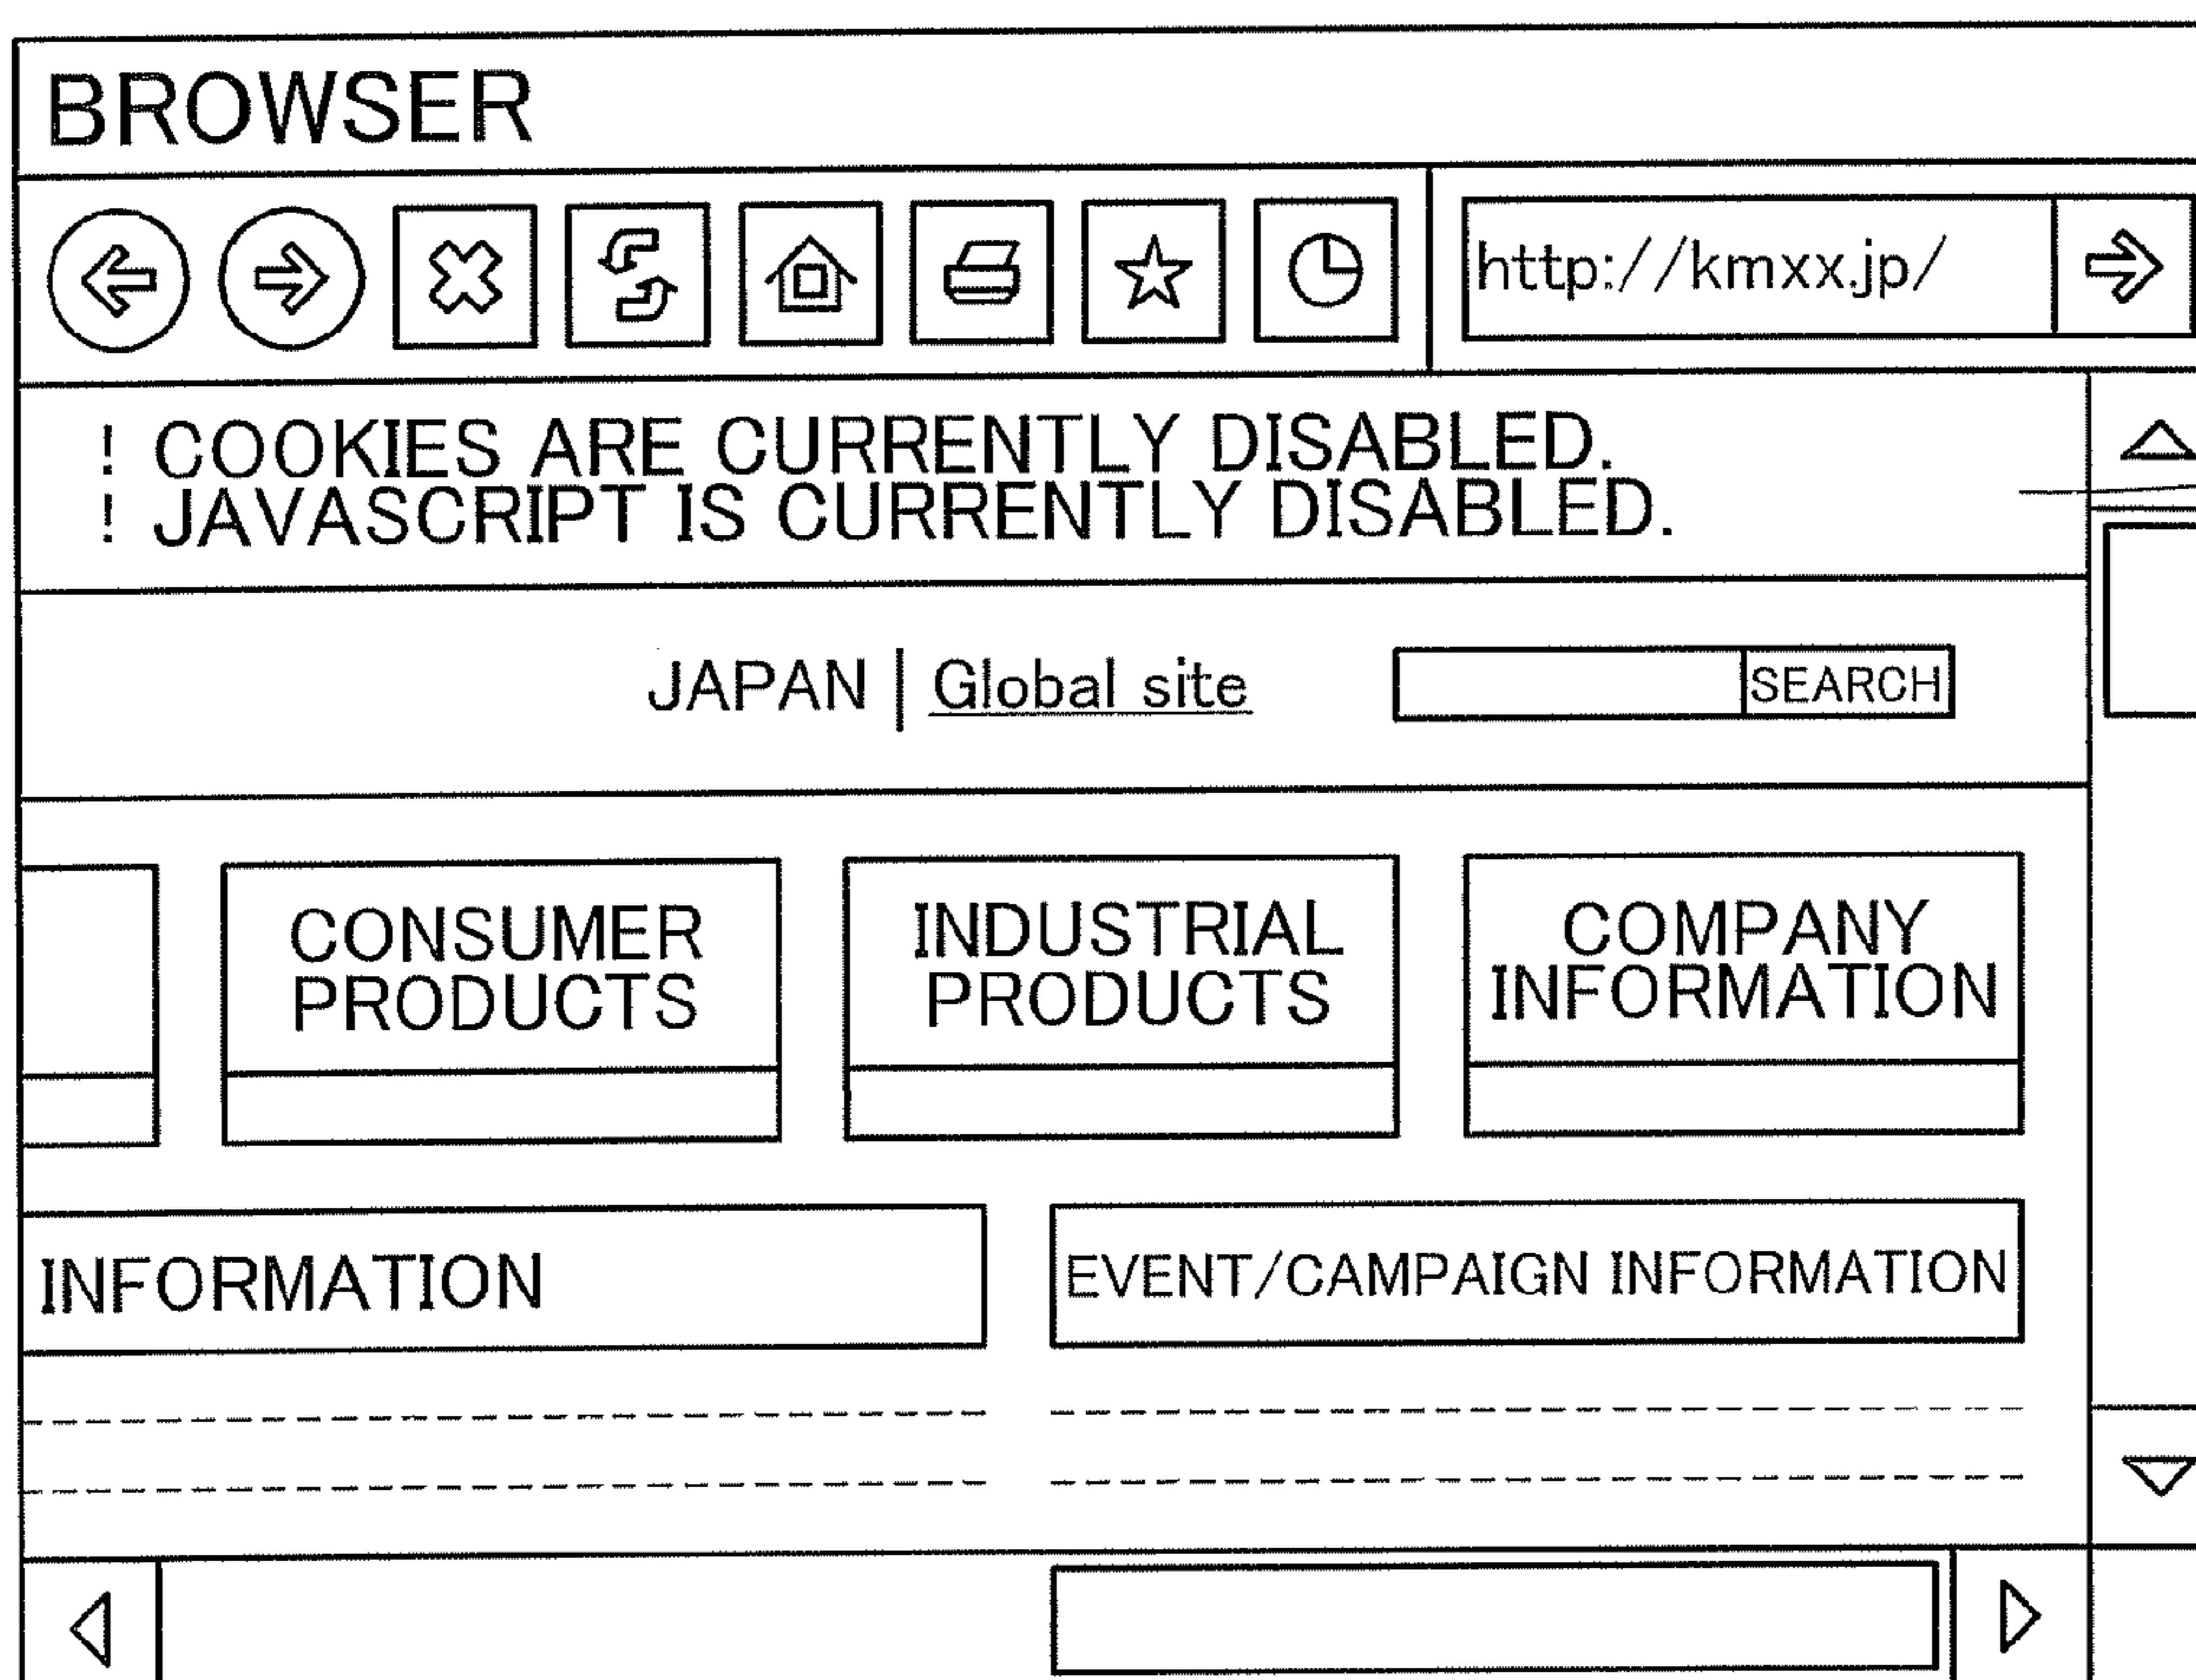 BROWSER
http://kmxx.jp/
! COOKIES ARE CURRENTLY DISABLED.
! JAVASCRIPT IS CURRENTLY DISABLED.
JAPAN | Global site
SEARCH
CONSUMER
PRODUCTS
INDUSTRIAL
PRODUCTS
COMPANY
INFORMATION
INFORMATION
EVENT/CAMPAIGN INFORMATION